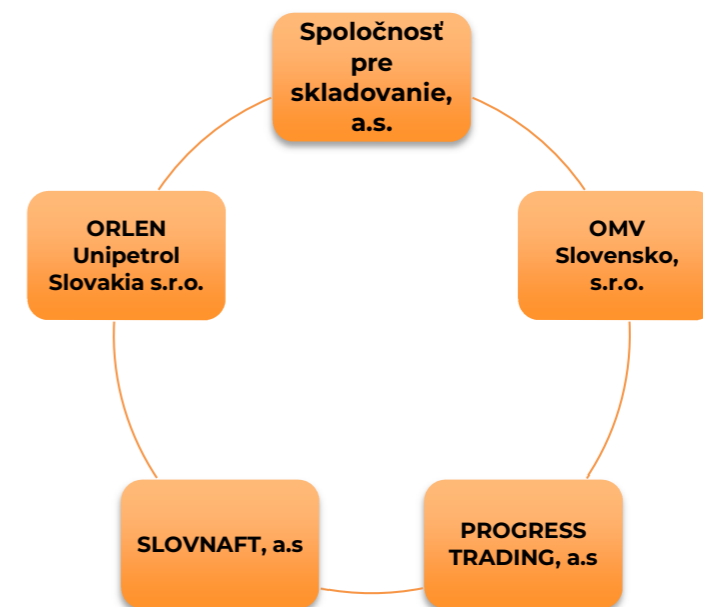 Spoločnosť
pre
skladovanie,
a.s.
ORLEN
Unipetrol
Slovakia s.r.o.
OMV
Slovensko,
s.r.o.
SLOVNAFT, a.s
PROGRESS
TRADING, a.s